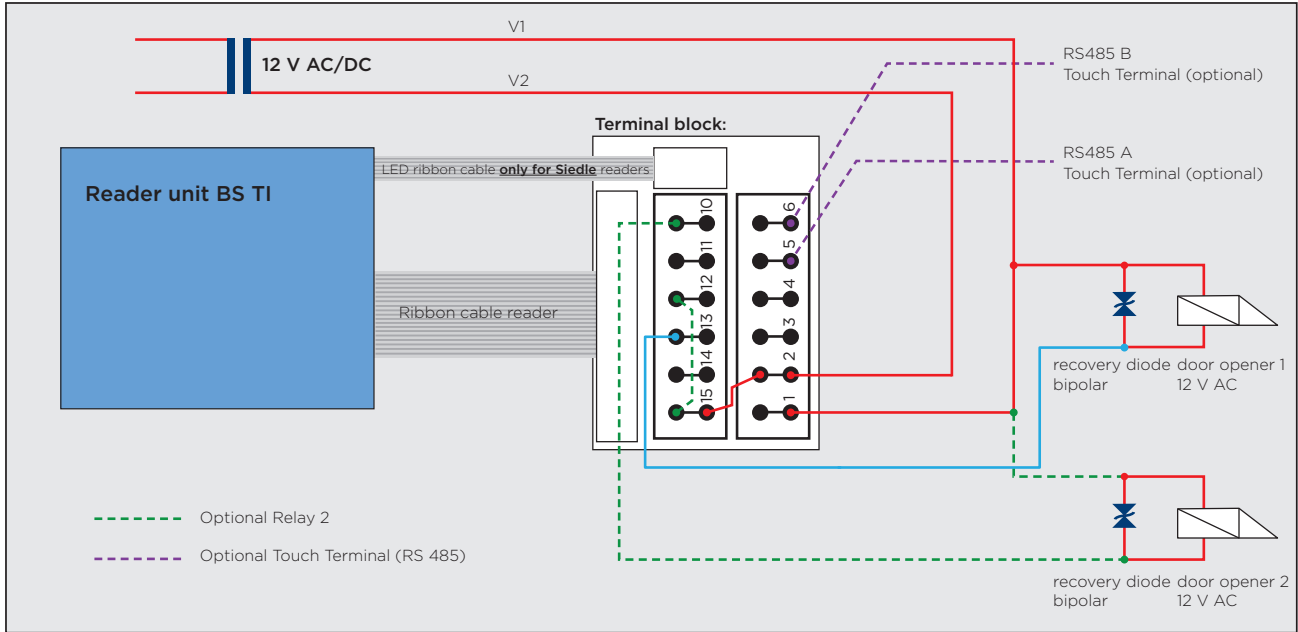 V1
12 V AC/DC
V2
RS485 B
Touch Terminal (optional)
Terminal block:
RS485 A
Touch Terminal (optional)
LED ribbon cable only for Siedle readers
Reader unit BS TI
10
6
11
5
12
4
Ribbon cable reader
13
3
14
2
15
1
recovery diode
bipolar
door opener 1
12 V AC
Optional Relay 2
Optional Touch Terminal (RS 485)
recovery diode
bipolar
door opener 2
12 V AC